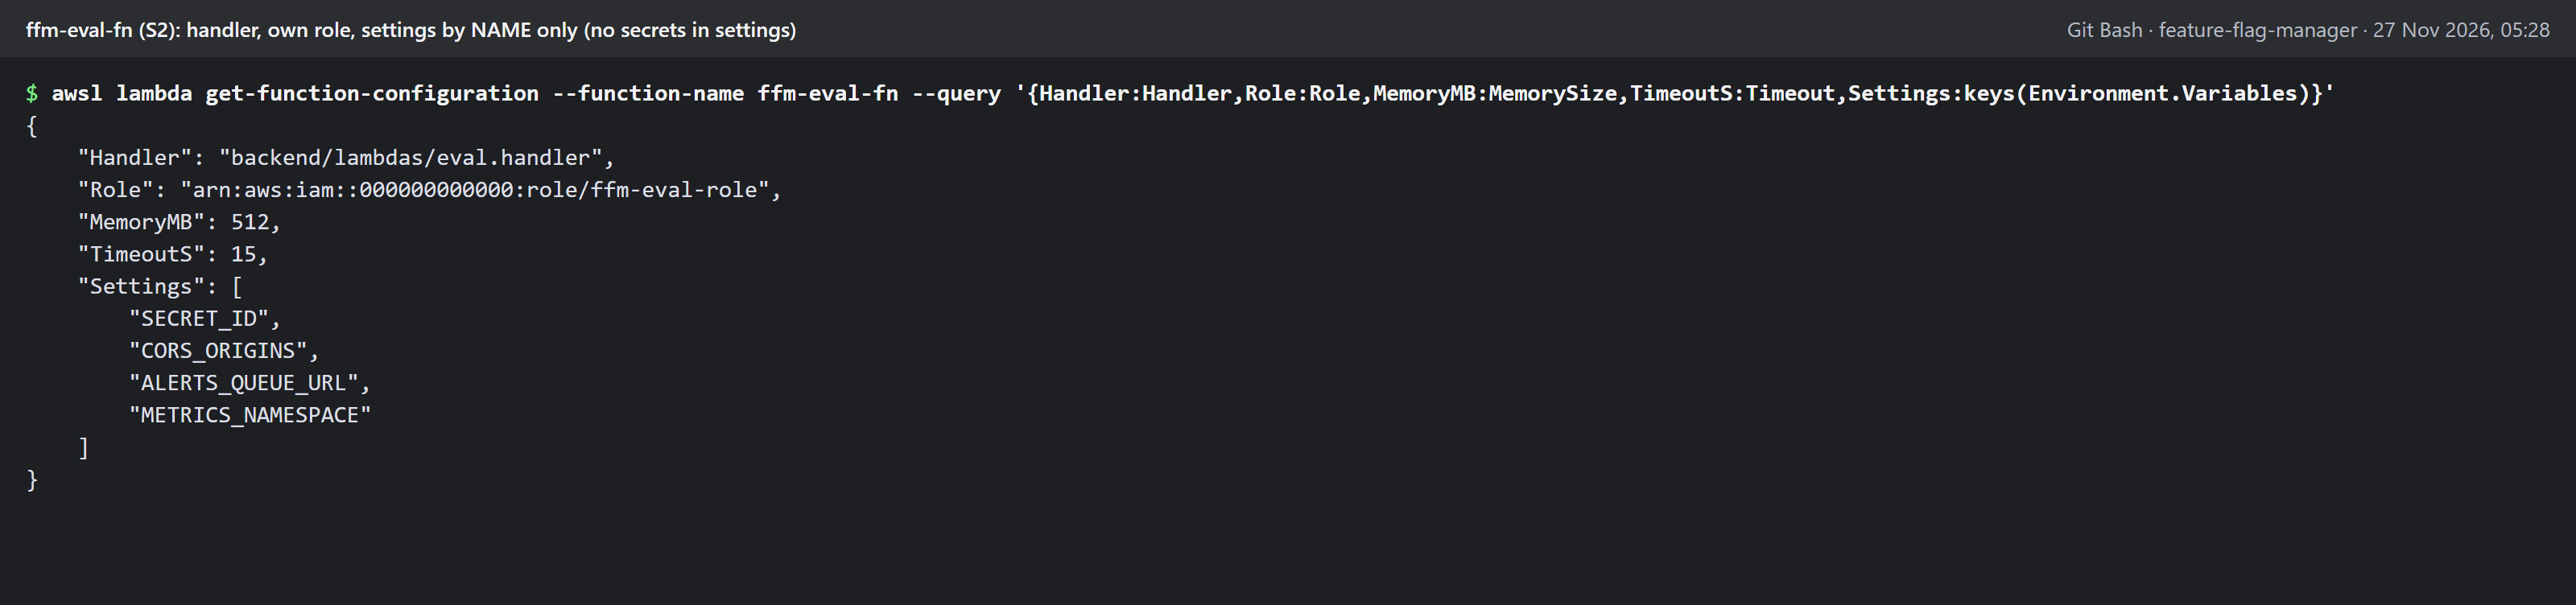 ffm-eval-fn (S2): handler, own role, settings by NAME only (no secrets in settings)
Git Bash · feature-flag-manager · 27 Nov 2026, 05:28
$ awsl lambda get-function-configuration --function-name ffm-eval-fn --query '{Handler:Handler,Role:Role,MemoryMB:MemorySize,TimeoutS:Timeout,Settings:keys(Environment.Variables)}'
{
    "Handler": "backend/lambdas/eval.handler",
    "Role": "arn:aws:iam::000000000000:role/ffm-eval-role",
    "MemoryMB": 512,
    "TimeoutS": 15,
    "Settings": [
        "SECRET_ID",
        "CORS_ORIGINS",
        "ALERTS_QUEUE_URL",
        "METRICS_NAMESPACE"
    ]
}